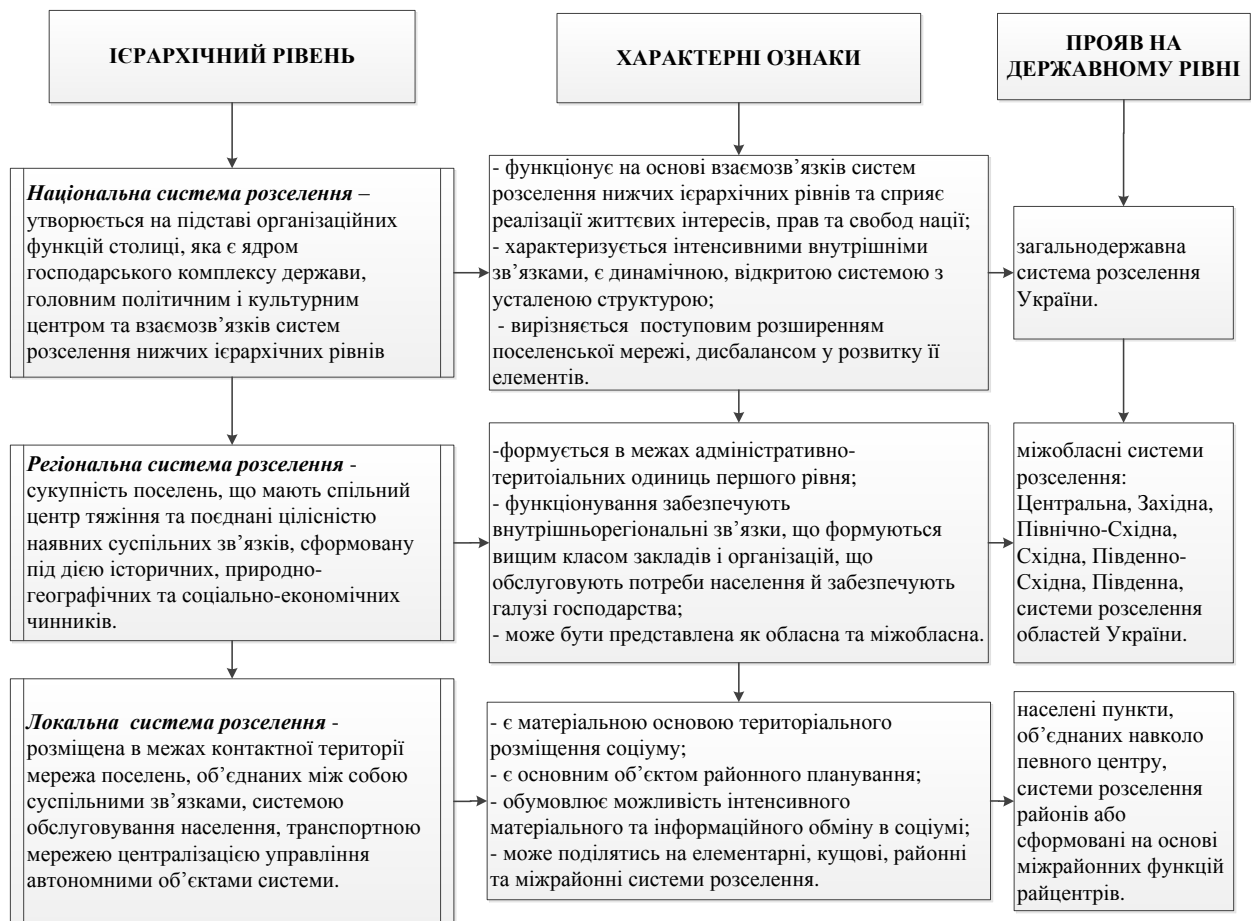 ІЄРАРХІЧНИЙ РІВЕНЬ
ХАРАКТЕРНІ ОЗНАКИ
ПРОЯВ НА
ДЕРЖАВНОМУ РІВНІ
Національна система розселення –
утворюється на підставі організаційних
функцій столиці, яка є ядром
господарського комплексу держави,
головним політичним і культурним
центром та взаємозв’язків систем
розселення нижчих ієрархічних рівнів
- функціонує на основі взаємозв’язків систем
розселення нижчих ієрархічних рівнів та сприяє
реалізації життєвих інтересів, прав та свобод нації;
- характеризується інтенсивними внутрішніми
зв’язками, є динамічною, відкритою системою з
усталеною структурою;
- вирізняється поступовим розширенням
поселенської мережі, дисбалансом у розвитку її
елементів.
загальнодержавна
система розселення
України.
Регіональна система розселення -
сукупність поселень, що мають спільний
центр тяжіння та поєднані цілісністю
наявних суспільних зв’язків, сформовану
під дією історичних, природно-
географічних та соціально-економічних
чинників.
-формується в межах адміністративно-
теритоіальних одиниць першого рівня;
- функціонування забезпечують
внутрішньорегіональні зв’язки, що формуються
вищим класом закладів і організацій, що
обслуговують потреби населення й забезпечують
галузі господарства;
- може бути представлена як обласна та міжобласна.
міжобласні системи
розселення:
Центральна, Західна,
Північно-Східна,
Східна, Південно-
Східна, Південна,
системи розселення
областей України.
Локальна система розселення -
розміщена в межах контактної території
мережа поселень, об’єднаних між собою
суспільними зв’язками, системою
обслуговування населення, транспортною
мережею централізацією управління
автономними об’єктами системи.
- є матеріальною основою територіального
розміщення соціуму;
- є основним об’єктом районного планування;
- обумовлює можливість інтенсивного
матеріального та інформаційного обміну в соціумі;
- може поділятись на елементарні, кущові, районні
та міжрайонні системи розселення.
населені пункти,
об’єднаних навколо
певного центру,
системи розселення
районів або
сформовані на основі
міжрайонних функцій
райцентрів.